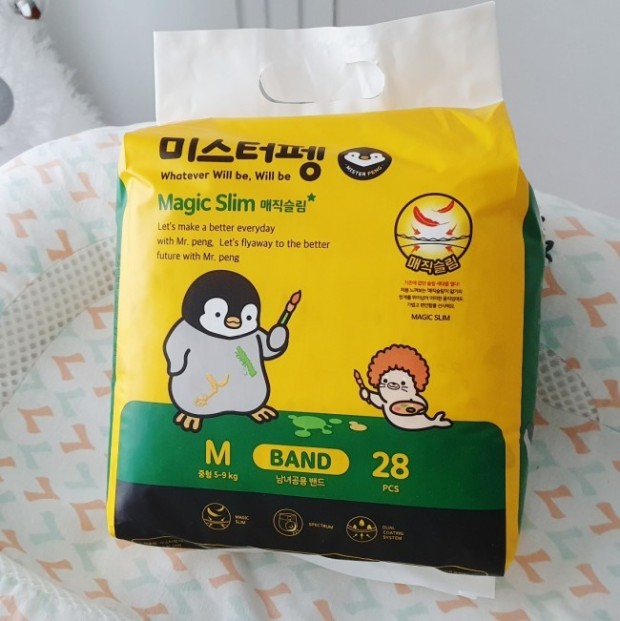 미스터펭
MISTER PENG
Whatever Will be, Will be
Magic Slim 매직슬림
Let's make a better everyday
with Mr. peng, Let's flyaway to the better
future with Mr. peng
매직슬림
MAGIC SLIM
M
중형 5~9 kg
BAND
남녀공용 밴드
28
PCS
MAGIC
SLIM
SPECTRUM
DUAL
COATING
SYSTEM